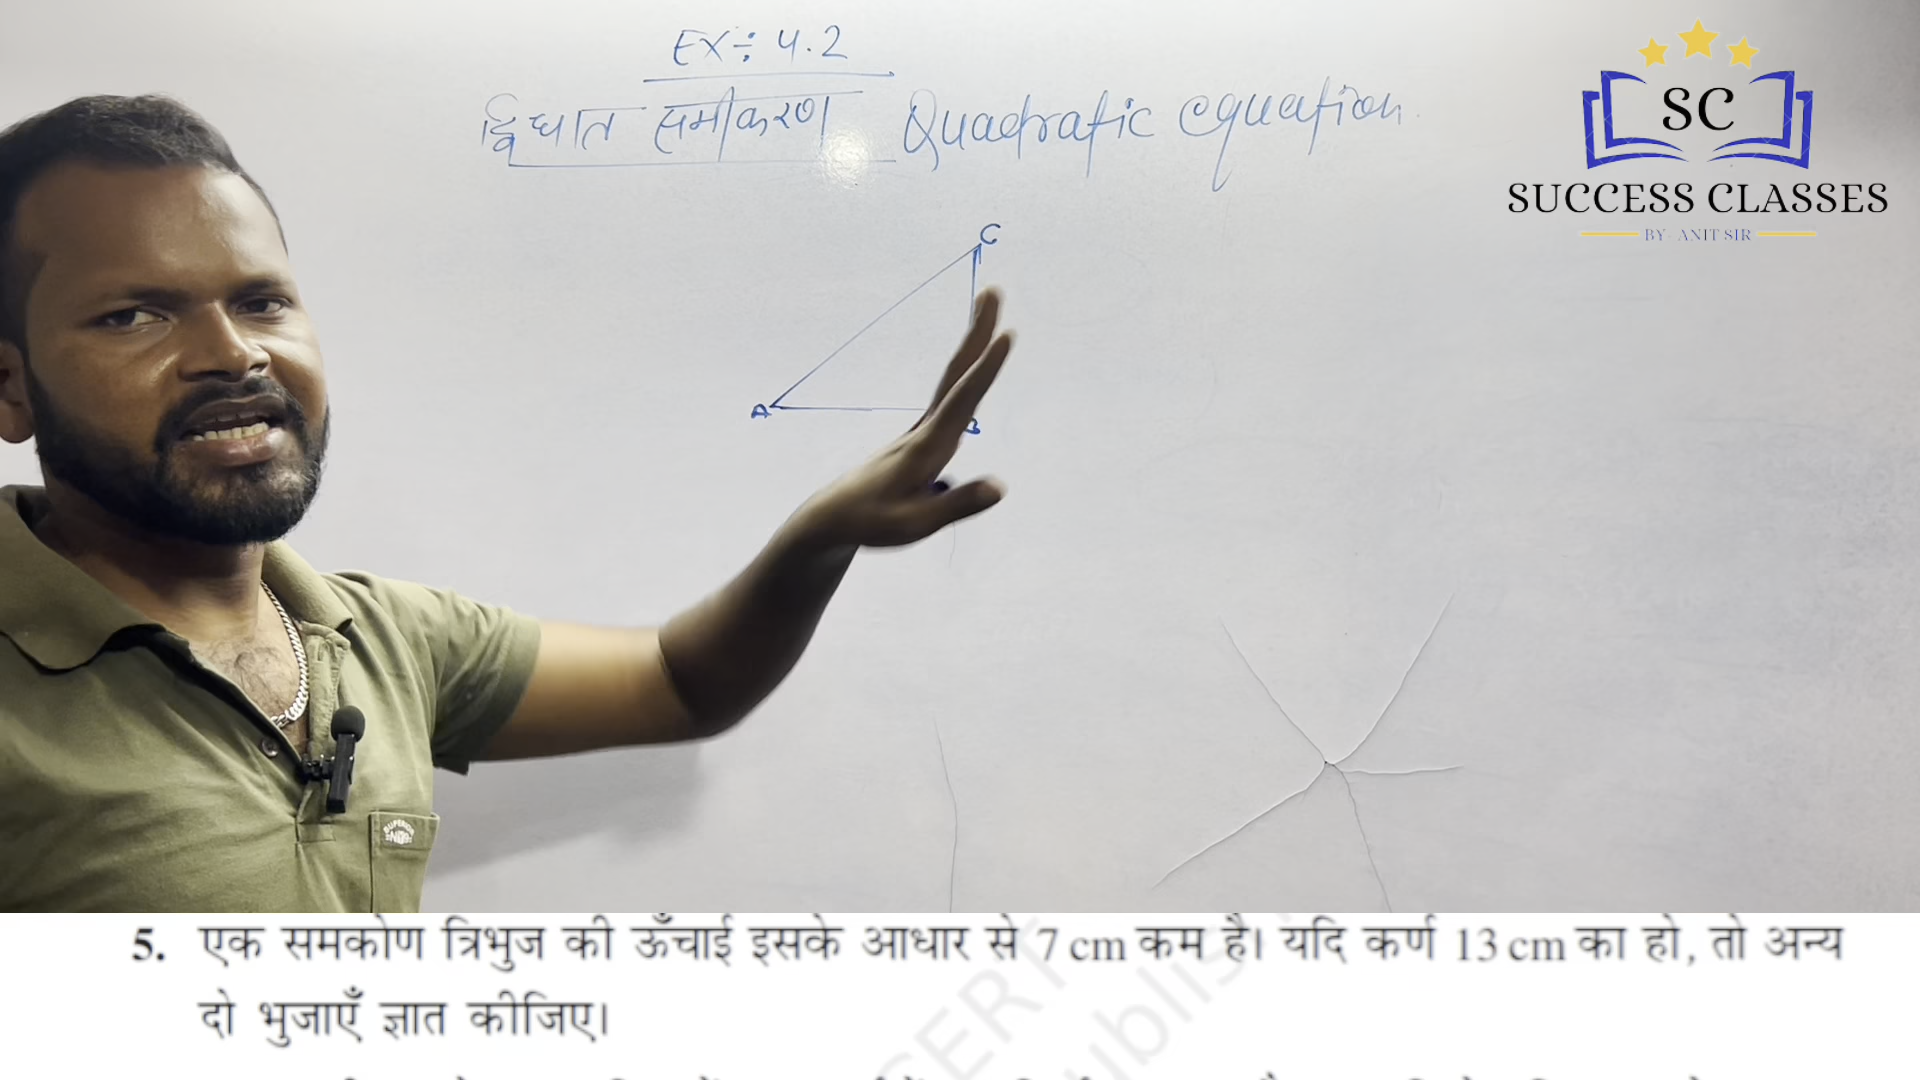 Ex÷ 4.2
द्विघात समीकरण Quadratic equation
SC
SUCCESS CLASSES
BY- ANIT SIR
C
A
B
5. एक समकोण त्रिभुज की ऊँचाई इसके आधार से 7 cm कम है। यदि कर्ण 13 cm का हो, तो अन्य
दो भुजाएँ ज्ञात कीजिए।